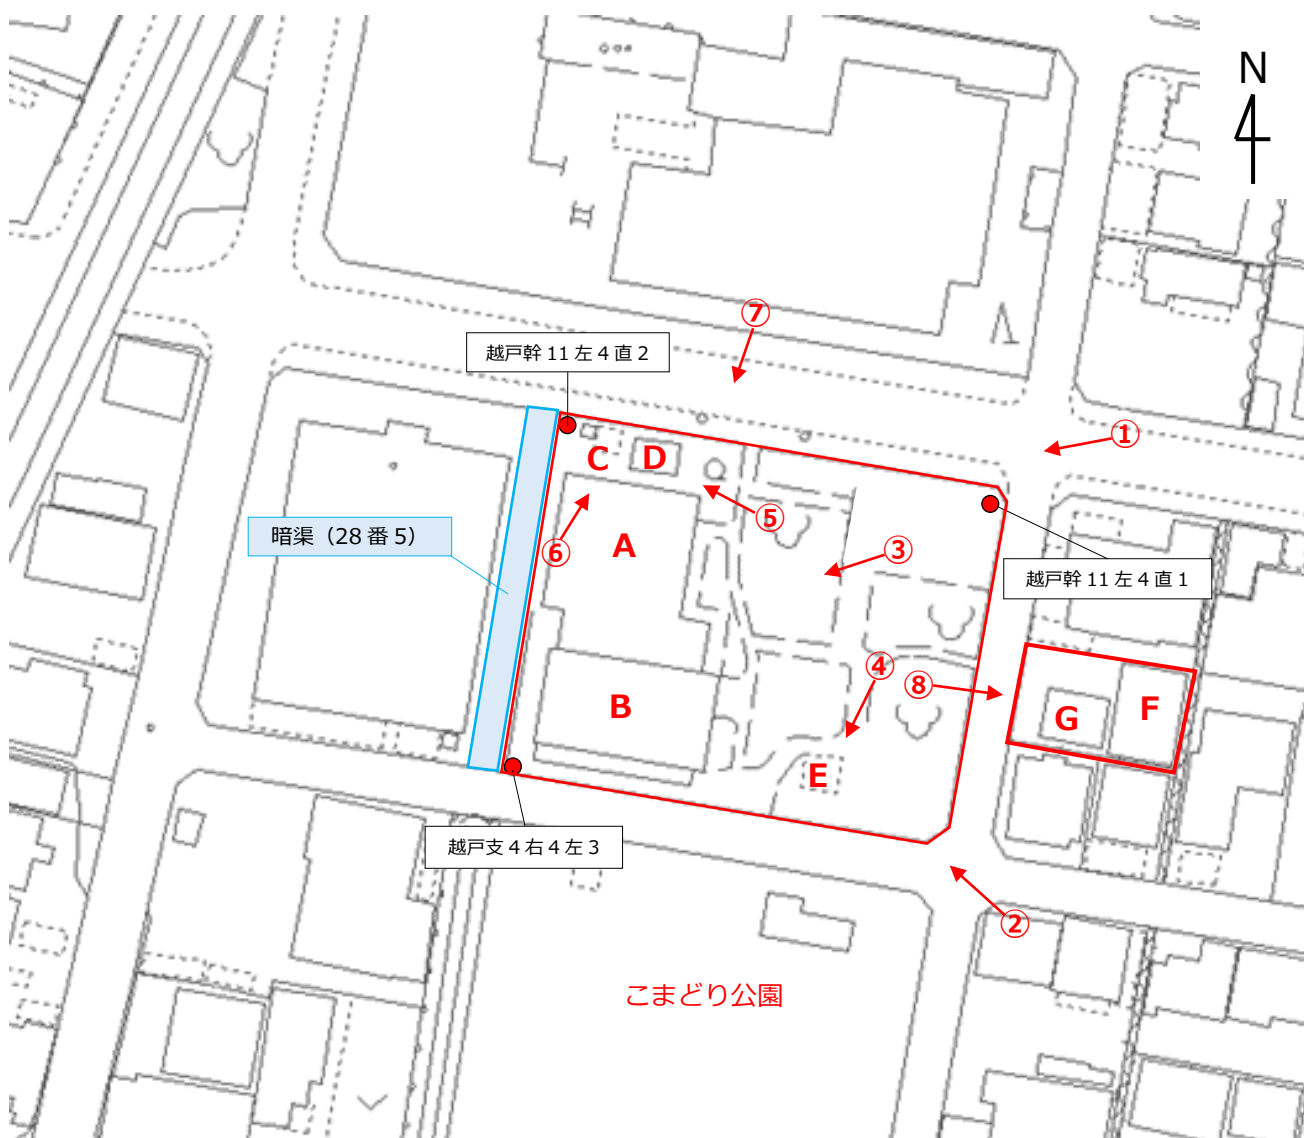 N
⑦
越戸幹 11 左 4 直 2
①
C
D
⑤
暗渠（28 番 5）
⑥
A
③
越戸幹 11 左 4 直 1
④
⑧
B
G
F
E
越戸支 4 右 4 左 3
②
こまどり公園